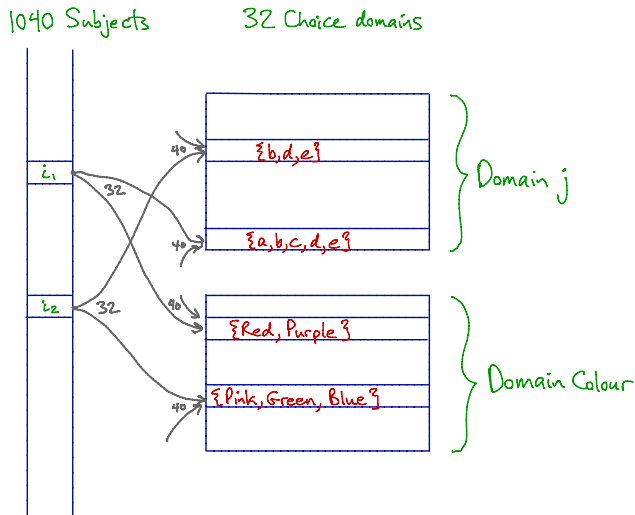 1040 Subjects
32 Choice domains
40
{b,d,e}
i₁
32
Domain j
40
{a,b,c,d,e}
i₂
32
40
{Red, Purple}
Domain Colour
{Pink, Green, Blue}
40